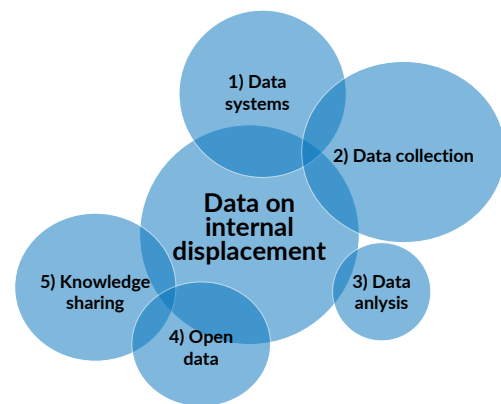 1) Data
systems
2) Data collection
Data on
internal
displacement
3) Data
anlysis
5) Knowledge
sharing
4) Open
data